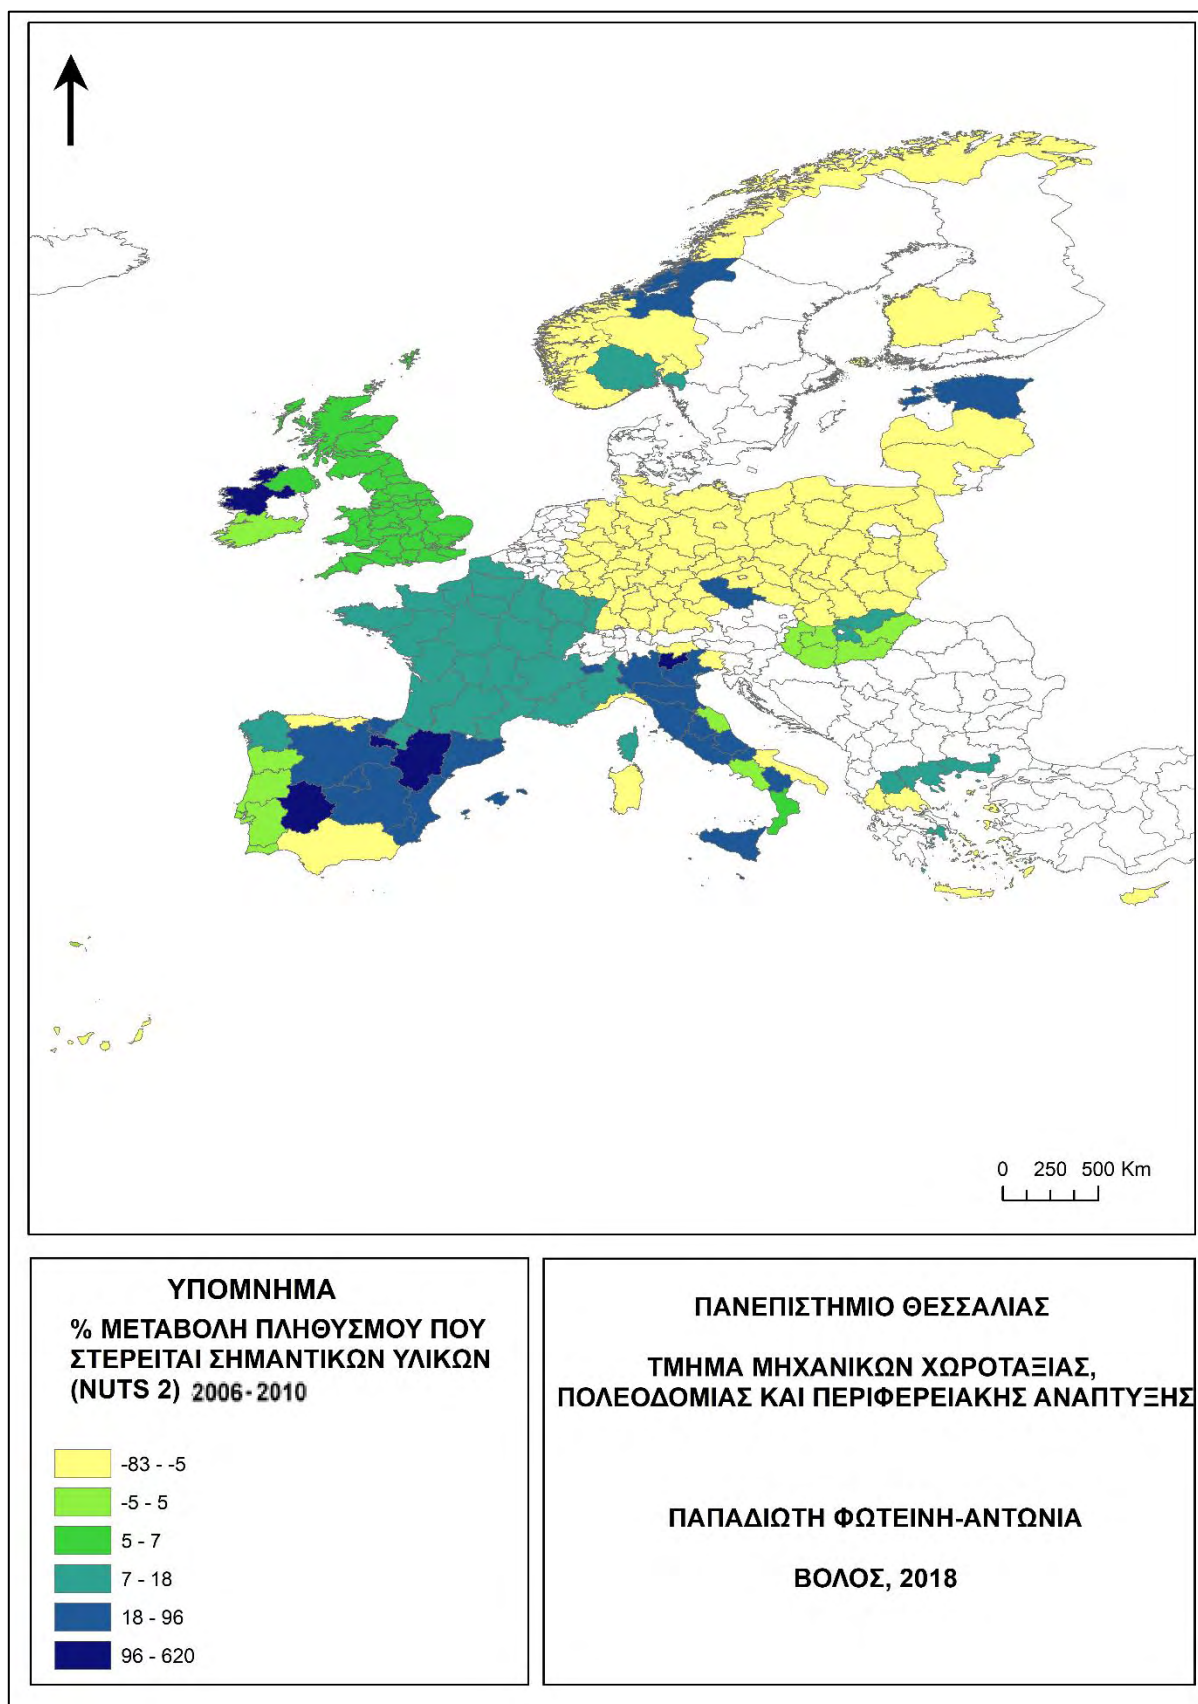 0 250 500 Km
ΥΠΟΜΝΗΜΑ
% ΜΕΤΑΒΟΛΗ ΠΛΗΘΥΣΜΟΥ ΠΟΥ
ΣΤΕΡΕΙΤΑΙ ΣΗΜΑΝΤΙΚΩΝ ΥΛΙΚΩΝ
(NUTS 2) 2006-2010
-83 - -5
-5 - 5
5 - 7
7 - 18
18 - 96
96 - 620
ΠΑΝΕΠΙΣΤΗΜΙΟ ΘΕΣΣΑΛΙΑΣ
ΤΜΗΜΑ ΜΗΧΑΝΙΚΩΝ ΧΩΡΟΤΑΞΙΑΣ,
ΠΟΛΕΟΔΟΜΙΑΣ ΚΑΙ ΠΕΡΙΦΕΡΕΙΑΚΗΣ ΑΝΑΠΤΥΞΗΣ
ΠΑΠΑΔΙΩΤΗ ΦΩΤΕΙΝΗ-ΑΝΤΩΝΙΑ
ΒΟΛΟΣ, 2018